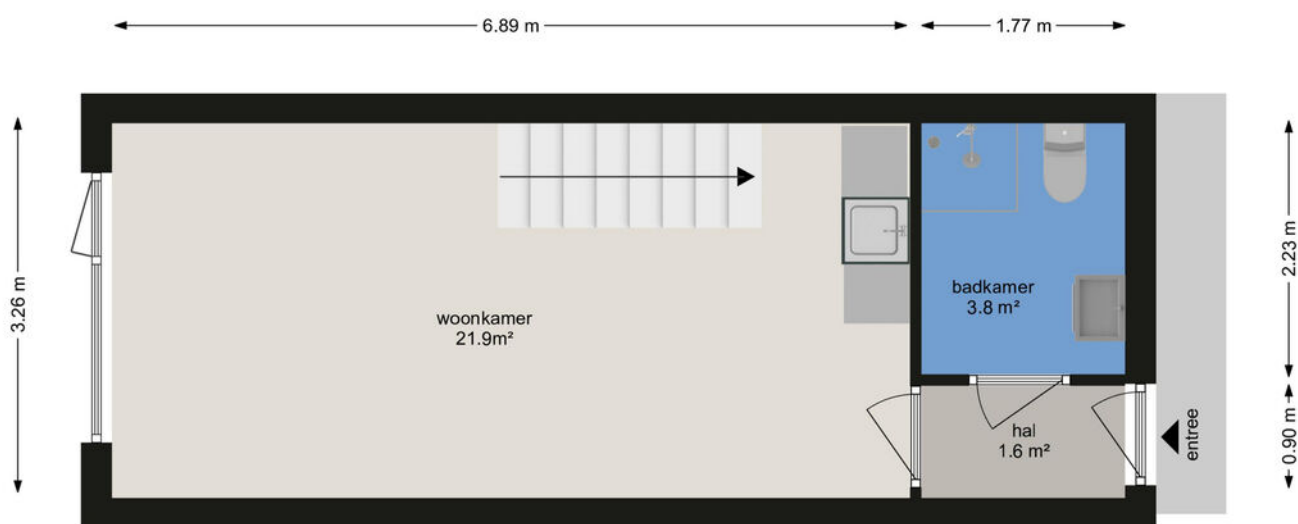 6.89 m
1.77 m
3.26 m
2.23 m
badkamer
3.8 m²
woonkamer
21.9m²
hal
1.6 m²
entree
0.90 m